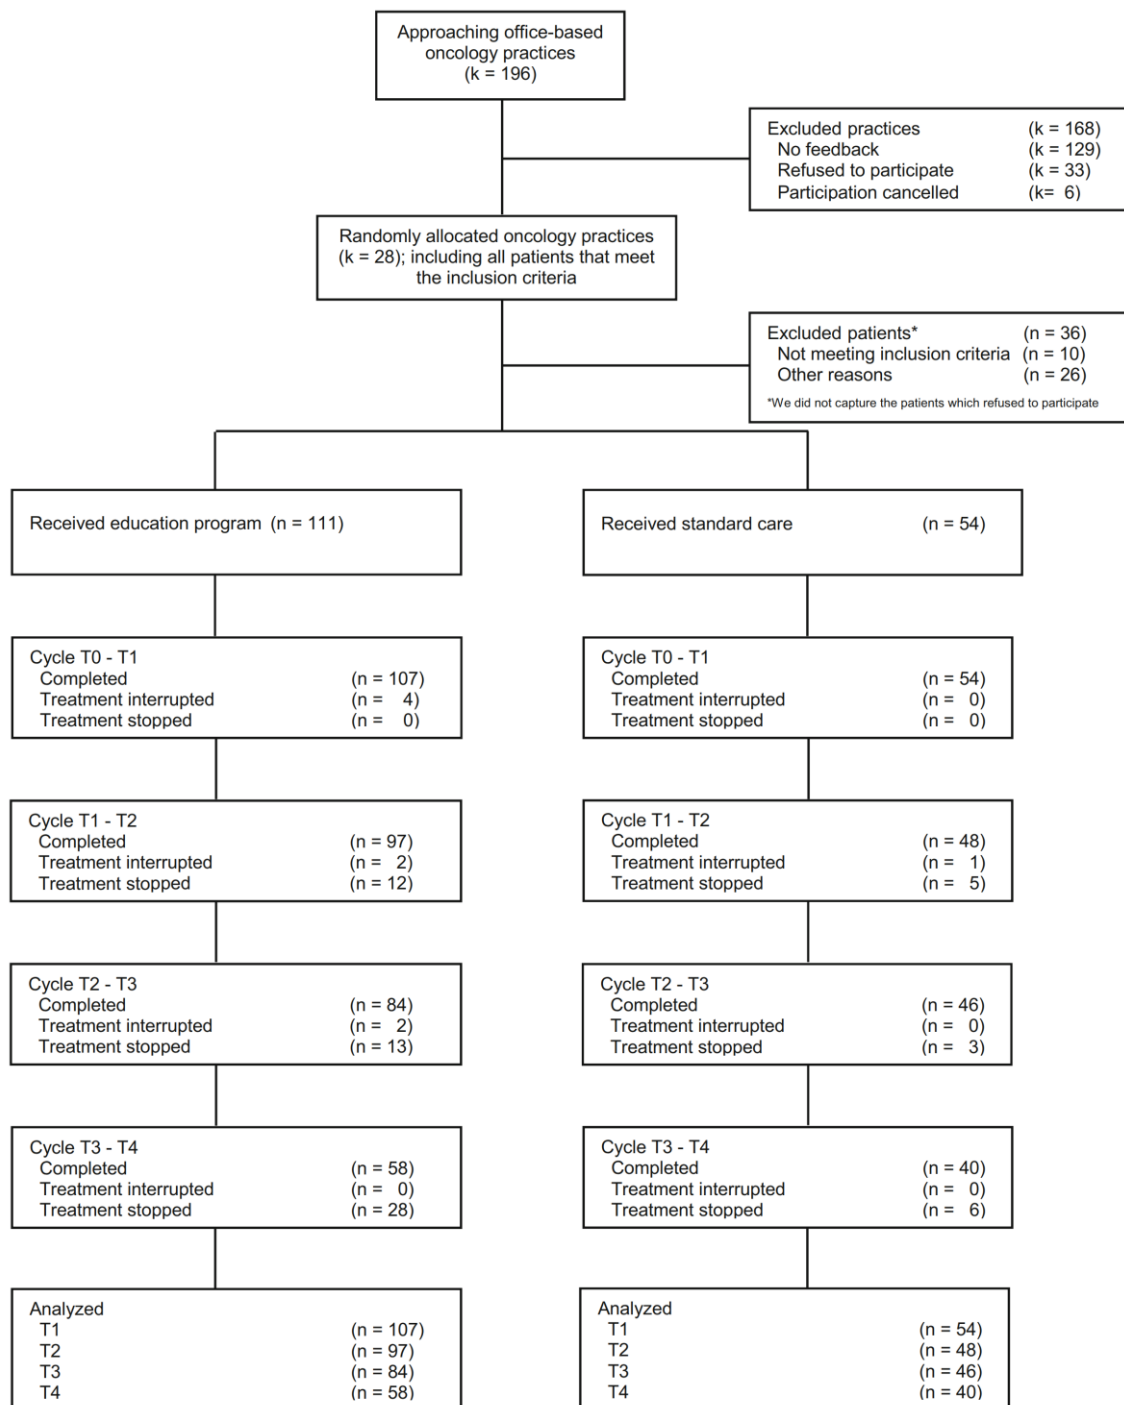 Approaching office-based
oncology practices
(k = 196)
Excluded practices (k = 168)
No feedback (k = 129)
Refused to participate (k = 33)
Participation cancelled (k= 6)
Randomly allocated oncology practices
(k = 28); including all patients that meet
the inclusion criteria
Excluded patients* (n = 36)
Not meeting inclusion criteria (n = 10)
Other reasons (n = 26)
*We did not capture the patients which refused to participate
Received education program (n = 111)
Received standard care (n = 54)
Cycle T0 - T1
Completed (n = 107)
Treatment interrupted (n = 4)
Treatment stopped (n = 0)
Cycle T0 - T1
Completed (n = 54)
Treatment interrupted (n = 0)
Treatment stopped (n = 0)
Cycle T1 - T2
Completed (n = 97)
Treatment interrupted (n = 2)
Treatment stopped (n = 12)
Cycle T1 - T2
Completed (n = 48)
Treatment interrupted (n = 1)
Treatment stopped (n = 5)
Cycle T2 - T3
Completed (n = 84)
Treatment interrupted (n = 2)
Treatment stopped (n = 13)
Cycle T2 - T3
Completed (n = 46)
Treatment interrupted (n = 0)
Treatment stopped (n = 3)
Cycle T3 - T4
Completed (n = 58)
Treatment interrupted (n = 0)
Treatment stopped (n = 28)
Cycle T3 - T4
Completed (n = 40)
Treatment interrupted (n = 0)
Treatment stopped (n = 6)
Analyzed
T1 (n = 107)
T2 (n = 97)
T3 (n = 84)
T4 (n = 58)
Analyzed
T1 (n = 54)
T2 (n = 48)
T3 (n = 46)
T4 (n = 40)